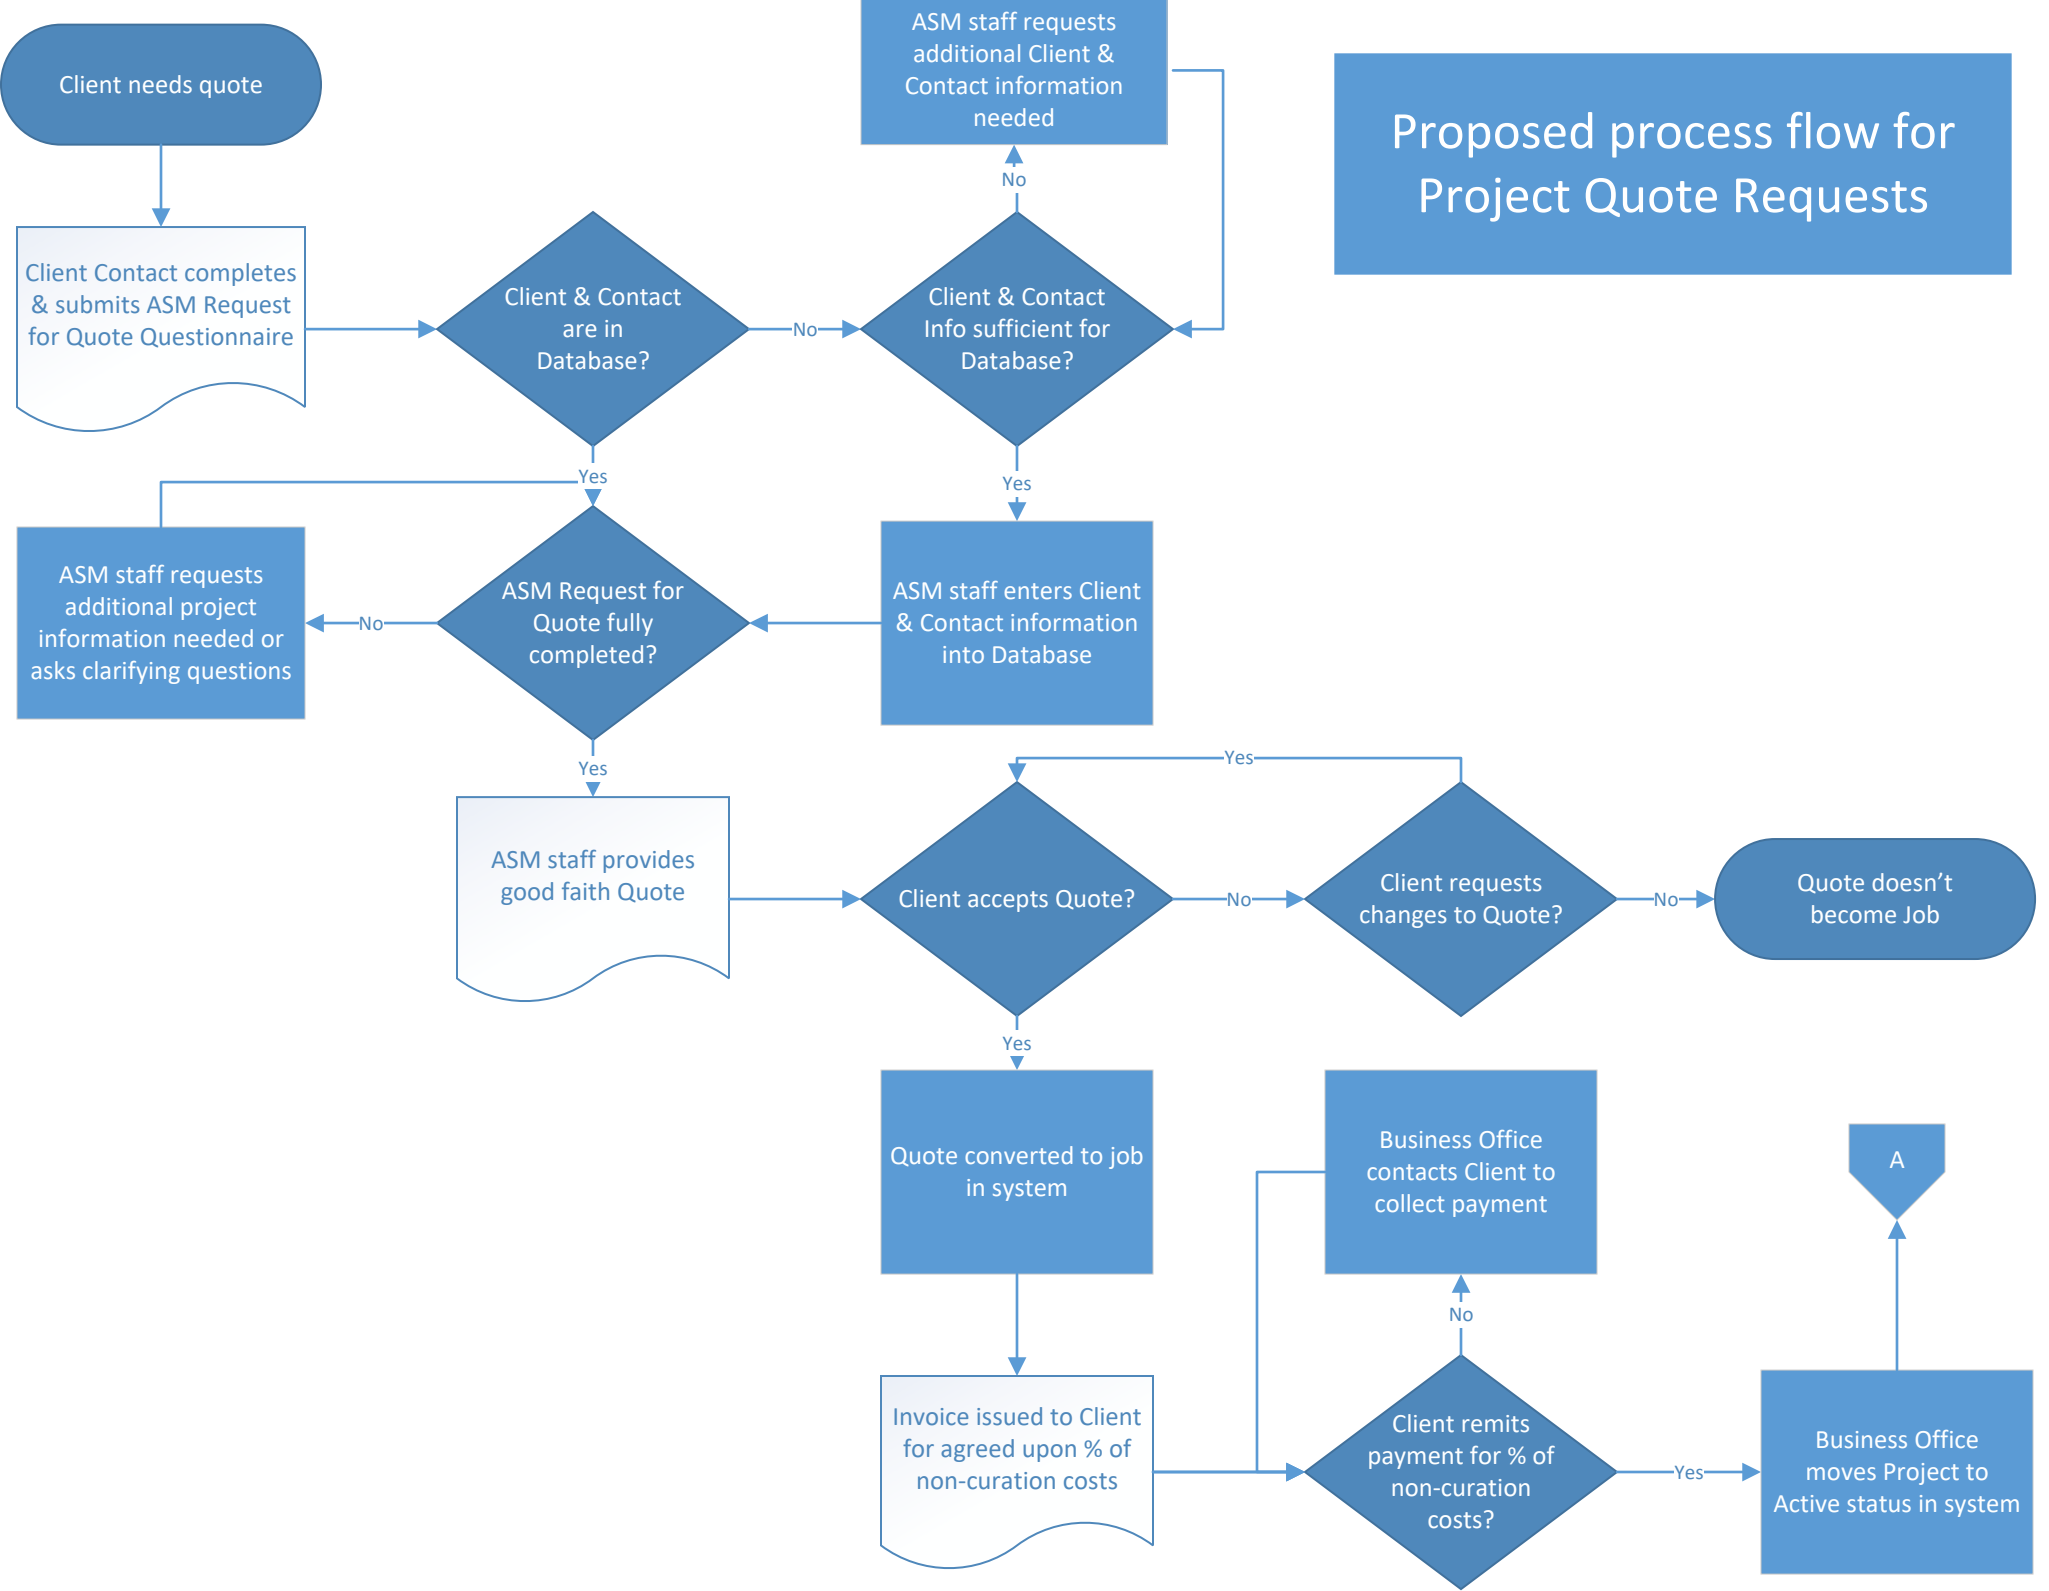 Client needs quote
ASM staff requests
additional Client &
Contact information
needed
Proposed process flow for
Project Quote Requests
No
Client Contact completes
& submits ASM Request
for Quote Questionnaire
Client & Contact
are in
Database?
No
Client & Contact
Info sufficient for
Database?
Yes
Yes
ASM staff requests
additional project
information needed or
asks clarifying questions
No
ASM Request for
Quote fully
completed?
ASM staff enters Client
& Contact information
into Database
Yes
Yes
ASM staff provides
good faith Quote
Client accepts Quote?
No
Client requests
changes to Quote?
No
Quote doesn’t
become Job
Yes
Quote converted to job
in system
Business Office
contacts Client to
collect payment
A
No
Invoice issued to Client
for agreed upon % of
non-curation costs
Client remits
payment for % of
non-curation
costs?
Yes
Business Office
moves Project to
Active status in system